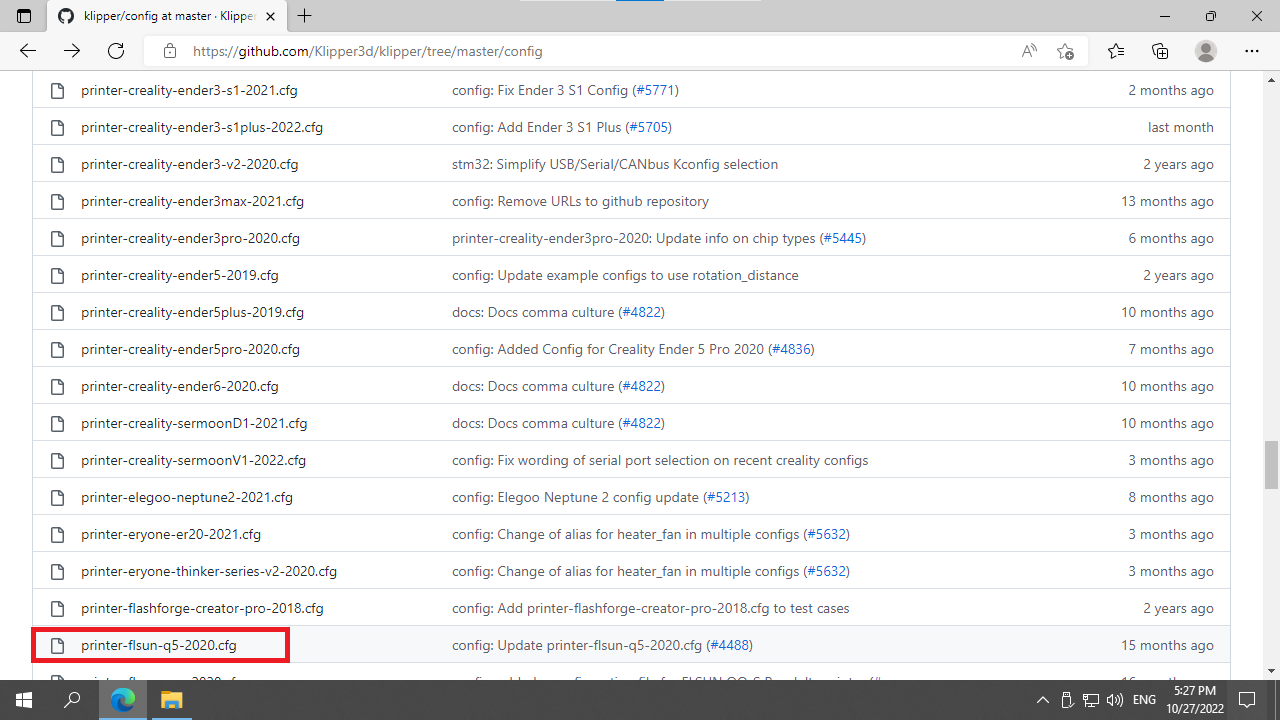 klipper/config at master · Klipper
https://github.com/Klipper3d/klipper/tree/master/config
printer-creality-ender3-s1-2021.cfg config: Fix Ender 3 S1 Config (#5771) 2 months ago
printer-creality-ender3-s1plus-2022.cfg config: Add Ender 3 S1 Plus (#5705) last month
printer-creality-ender3-v2-2020.cfg stm32: Simplify USB/Serial/CANbus Kconfig selection 2 years ago
printer-creality-ender3max-2021.cfg config: Remove URLs to github repository 13 months ago
printer-creality-ender3pro-2020.cfg printer-creality-ender3pro-2020: Update info on chip types (#5445) 6 months ago
printer-creality-ender5-2019.cfg config: Update example configs to use rotation_distance 2 years ago
printer-creality-ender5plus-2019.cfg docs: Docs comma culture (#4822) 10 months ago
printer-creality-ender5pro-2020.cfg config: Added Config for Creality Ender 5 Pro 2020 (#4836) 7 months ago
printer-creality-ender6-2020.cfg docs: Docs comma culture (#4822) 10 months ago
printer-creality-sermoonD1-2021.cfg docs: Docs comma culture (#4822) 10 months ago
printer-creality-sermoonV1-2022.cfg config: Fix wording of serial port selection on recent creality configs 3 months ago
printer-elegoo-neptune2-2021.cfg config: Elegoo Neptune 2 config update (#5213) 8 months ago
printer-eryone-er20-2021.cfg config: Change of alias for heater_fan in multiple configs (#5632) 3 months ago
printer-eryone-thinker-series-v2-2020.cfg config: Change of alias for heater_fan in multiple configs (#5632) 3 months ago
printer-flashforge-creator-pro-2018.cfg config: Add printer-flashforge-creator-pro-2018.cfg to test cases 2 years ago
printer-flsun-q5-2020.cfg config: Update printer-flsun-q5-2020.cfg (#4488) 15 months ago
ENG
5:27 PM
10/27/2022